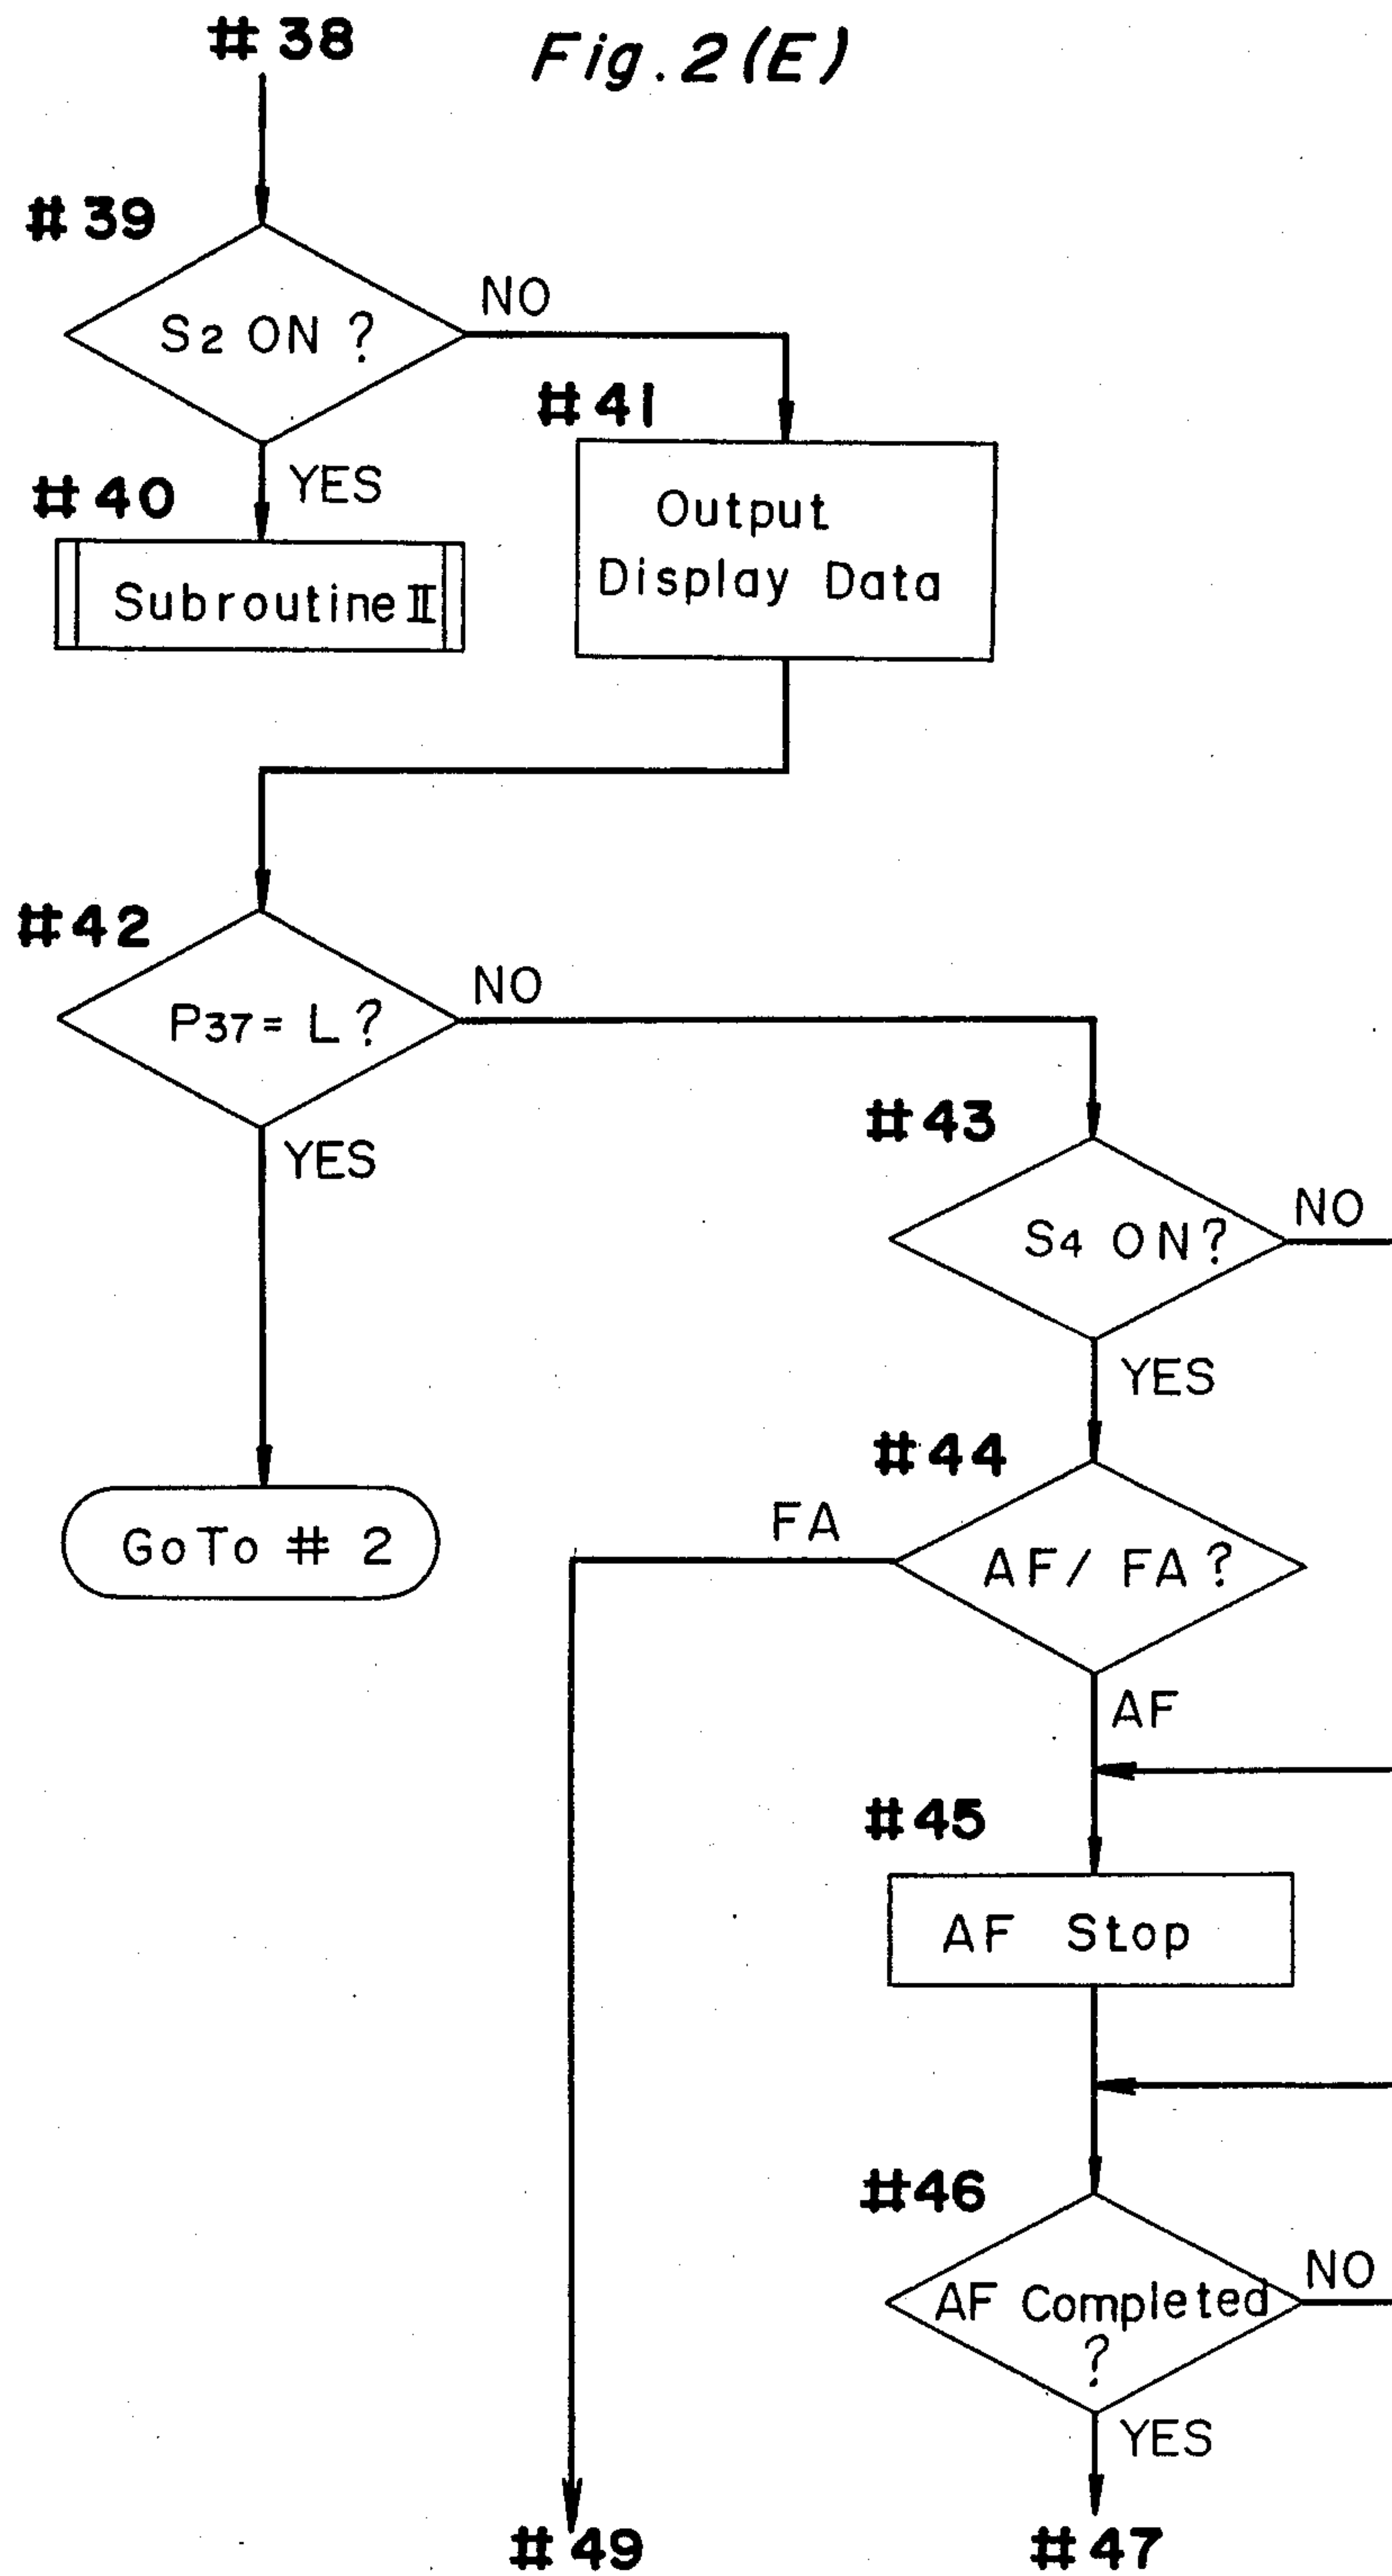 #38
Fig. 2(E)
#39
S2 ON ?
NO
#41
YES
#40
Output
Display Data
Subroutine II
#42
P37 = L ?
NO
YES
#43
S4 ON ?
NO
YES
#44
FA
AF / FA ?
Go To # 2
AF
#45
AF Stop
#46
AF Completed
?
NO
YES
#49
#47